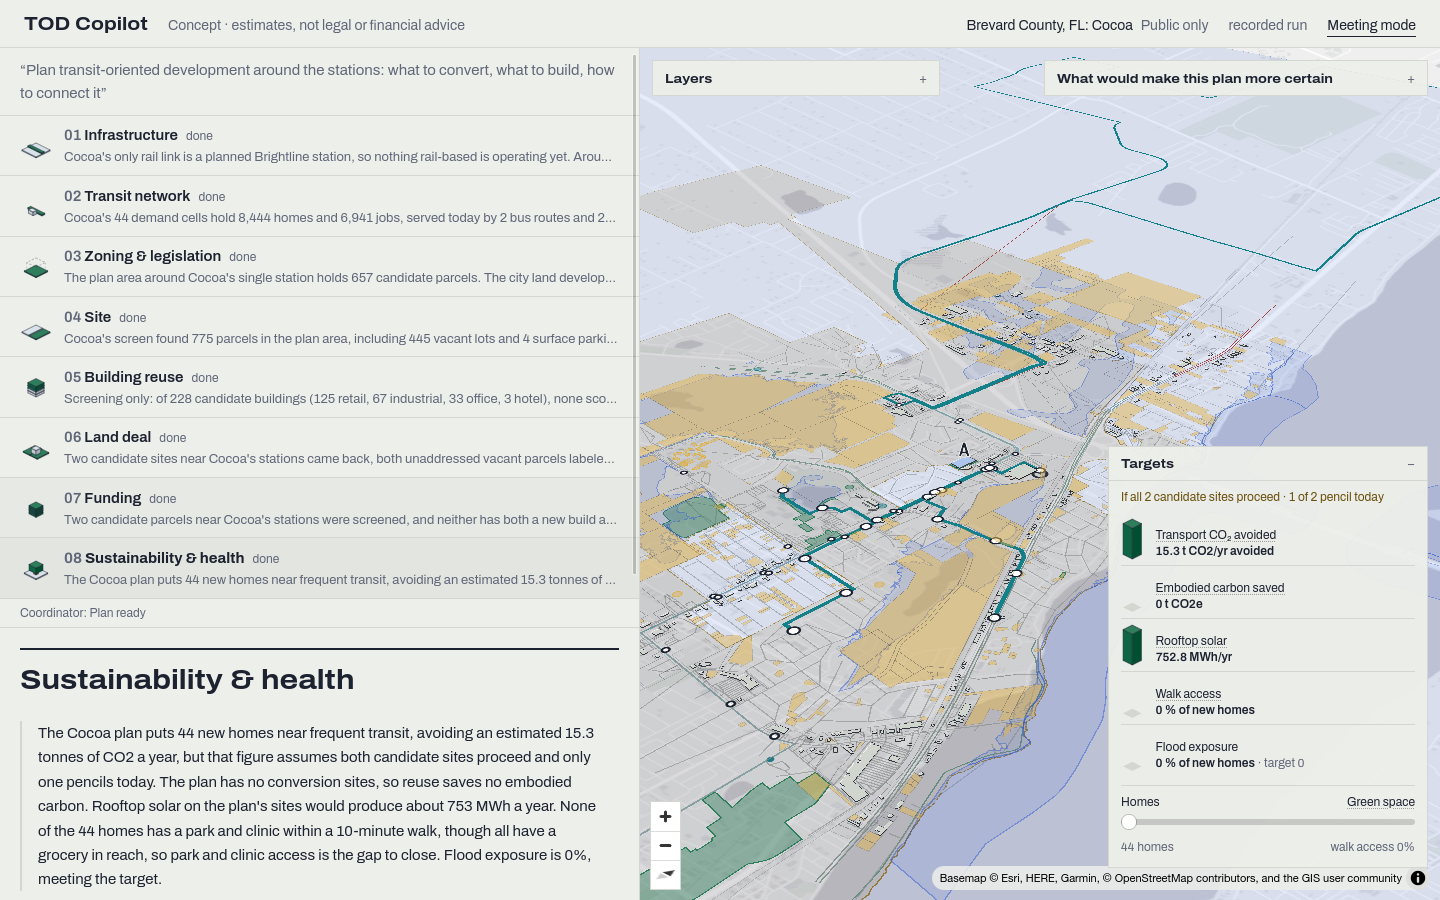 TOD Copilot
Concept · estimates, not legal or financial advice
Brevard County, FL: Cocoa Public only
recorded run
Meeting mode
“Plan transit-oriented development around the stations: what to convert, what to build, how
to connect it”
01 Infrastructure done
Cocoa's only rail link is a planned Brightline station, so nothing rail-based is operating yet. Arou...
02 Transit network done
Cocoa's 44 demand cells hold 8,444 homes and 6,941 jobs, served today by 2 bus routes and 2...
03 Zoning & legislation done
The plan area around Cocoa's single station holds 657 candidate parcels. The city land develop...
04 Site done
Cocoa's screen found 775 parcels in the plan area, including 445 vacant lots and 4 surface parki...
05 Building reuse done
Screening only: of 228 candidate buildings (125 retail, 67 industrial, 33 office, 3 hotel), none sco...
06 Land deal done
Two candidate sites near Cocoa's stations came back, both unaddressed vacant parcels labele...
07 Funding done
Two candidate parcels near Cocoa's stations were screened, and neither has both a new build a...
08 Sustainability & health done
The Cocoa plan puts 44 new homes near frequent transit, avoiding an estimated 15.3 tonnes of ...
Coordinator: Plan ready
Sustainability & health
The Cocoa plan puts 44 new homes near frequent transit, avoiding an estimated 15.3
tonnes of CO2 a year, but that figure assumes both candidate sites proceed and only
one pencils today. The plan has no conversion sites, so reuse saves no embodied
carbon. Rooftop solar on the plan's sites would produce about 753 MWh a year. None
of the 44 homes has a park and clinic within a 10-minute walk, though all have a
grocery in reach, so park and clinic access is the gap to close. Flood exposure is 0%,
meeting the target.
Layers +
What would make this plan more certain +
A
Targets −
If all 2 candidate sites proceed · 1 of 2 pencil today
Transport CO₂ avoided
15.3 t CO2/yr avoided
Embodied carbon saved
0 t CO2e
Rooftop solar
752.8 MWh/yr
Walk access
0 % of new homes
Flood exposure
0 % of new homes · target 0
Homes
Green space
44 homes
walk access 0%
Basemap © Esri, HERE, Garmin, © OpenStreetMap contributors, and the GIS user community